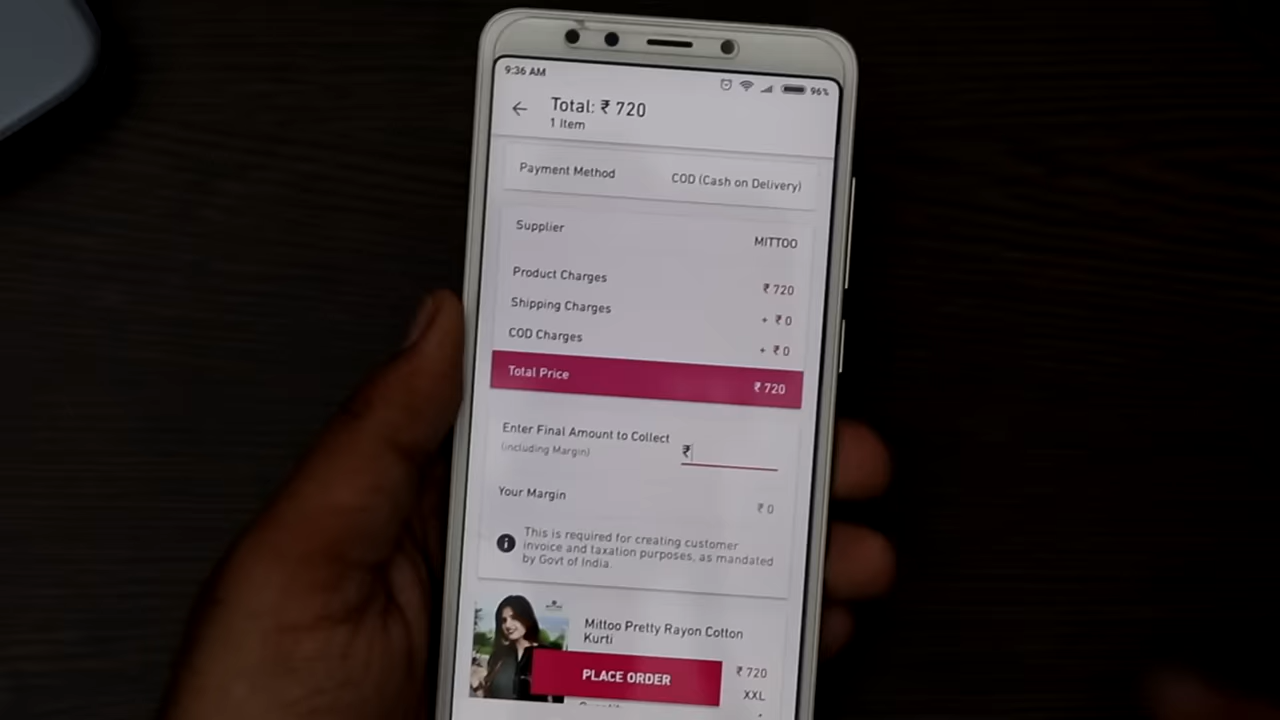 9:36 AM
96%
Total: ₹ 720
1 Item
Payment Method COD (Cash on Delivery)
Supplier MITTOO
Product Charges ₹ 720
Shipping Charges + ₹ 0
COD Charges + ₹ 0
Total Price ₹ 720
Enter Final Amount to Collect
(including Margin) ₹
Your Margin ₹ 0
This is required for creating customer
invoice and taxation purposes, as mandated
by Govt of India.
Mittoo Pretty Rayon Cotton
Kurti
₹ 720
PLACE ORDER
XXL